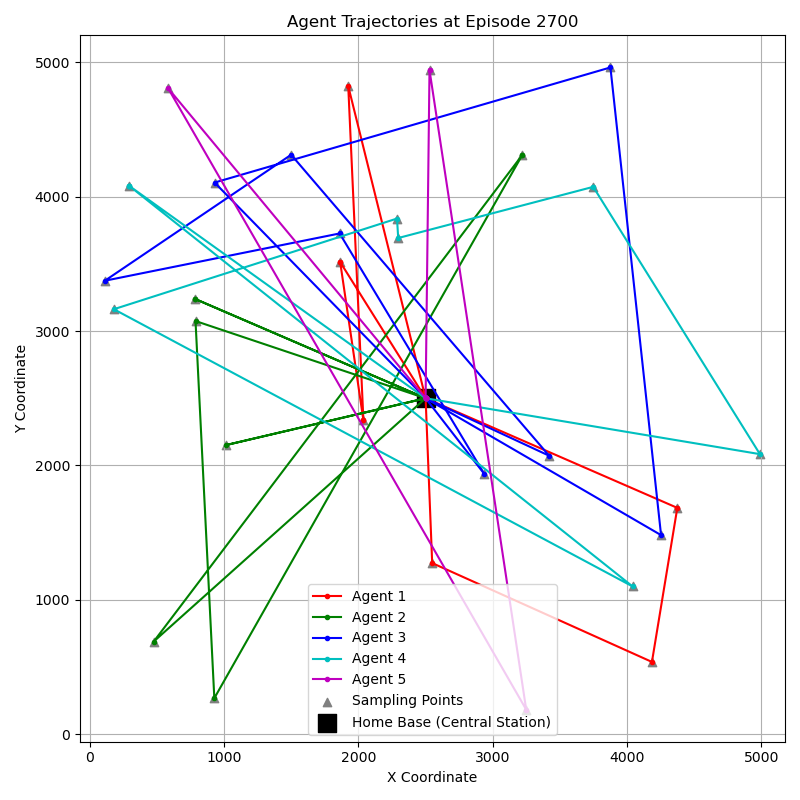 Agent Trajectories at Episode 2700
Y Coordinate
5000
4000
3000
2000
1000
0
Agent 1
Agent 2
Agent 3
Agent 4
Agent 5
Sampling Points
Home Base (Central Station)
0 1000 2000 3000 4000 5000
X Coordinate